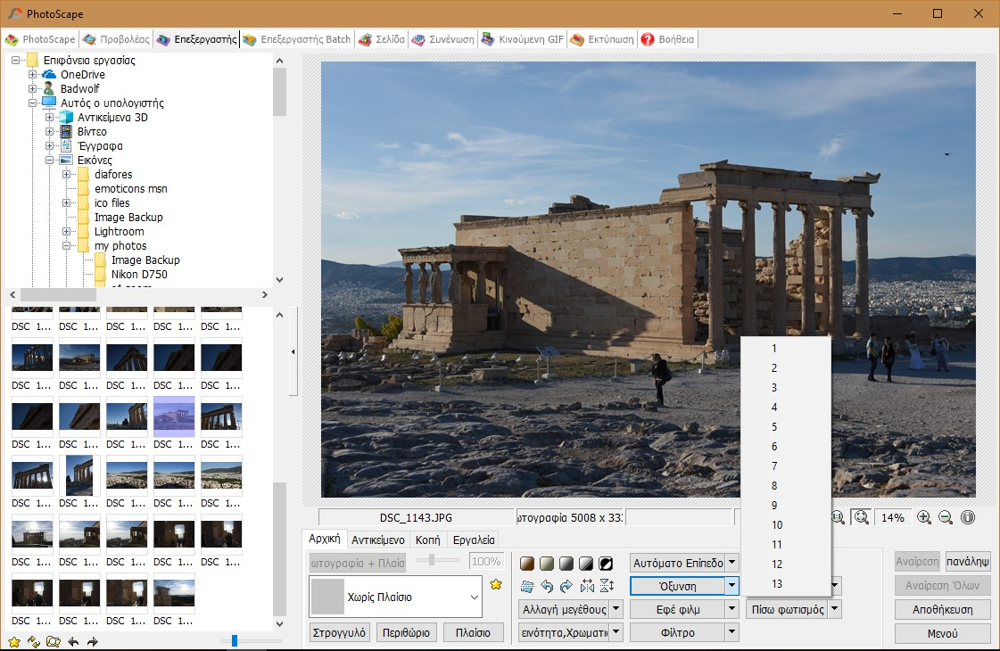 PhotoScape
PhotoScape Προβολέας Επεξεργαστής Επεξεργαστής Batch Σελίδα Συνένωση Κινούμενη GIF Εκτύπωση Βοήθεια
Επιφάνεια εργασίας
OneDrive
Badwolf
Αυτός ο υπολογιστής
Αντικείμενα 3D
Βίντεο
Έγγραφα
Εικόνες
diafores
emoticons msn
ico files
Image Backup
Lightroom
my photos
Image Backup
Nikon D750
DSC 1... DSC 1... DSC 1... DSC 1... DSC 1...
DSC 1... DSC 1... DSC 1... DSC 1... DSC 1...
DSC 1... DSC 1... DSC 1... DSC 1... DSC 1...
DSC 1... DSC 1... DSC 1... DSC 1... DSC 1...
DSC 1... DSC 1... DSC 1... DSC 1... DSC 1...
DSC 1... DSC 1... DSC 1... DSC 1...
1
2
3
4
5
6
7
8
9
10
11
12
13
DSC_1143.JPG
ωτογραφία 5008 x 333
14%
Αρχική Αντικείμενο Κοπή Εργαλεία
ωτογραφία + Πλαίσ 100%
Χωρίς Πλαίσιο
Στρογγυλό Περιθώριο Πλαίσιο
Αυτόματο Επίπεδο
Όξυνση
Αλλαγή μεγέθους Εφέ φιλμ Πίσω φωτισμός
εινότητα,Χρωματι Φίλτρο
Αναίρεση πανάληψ
Αναίρεση Όλων
Αποθήκευση
Μενού